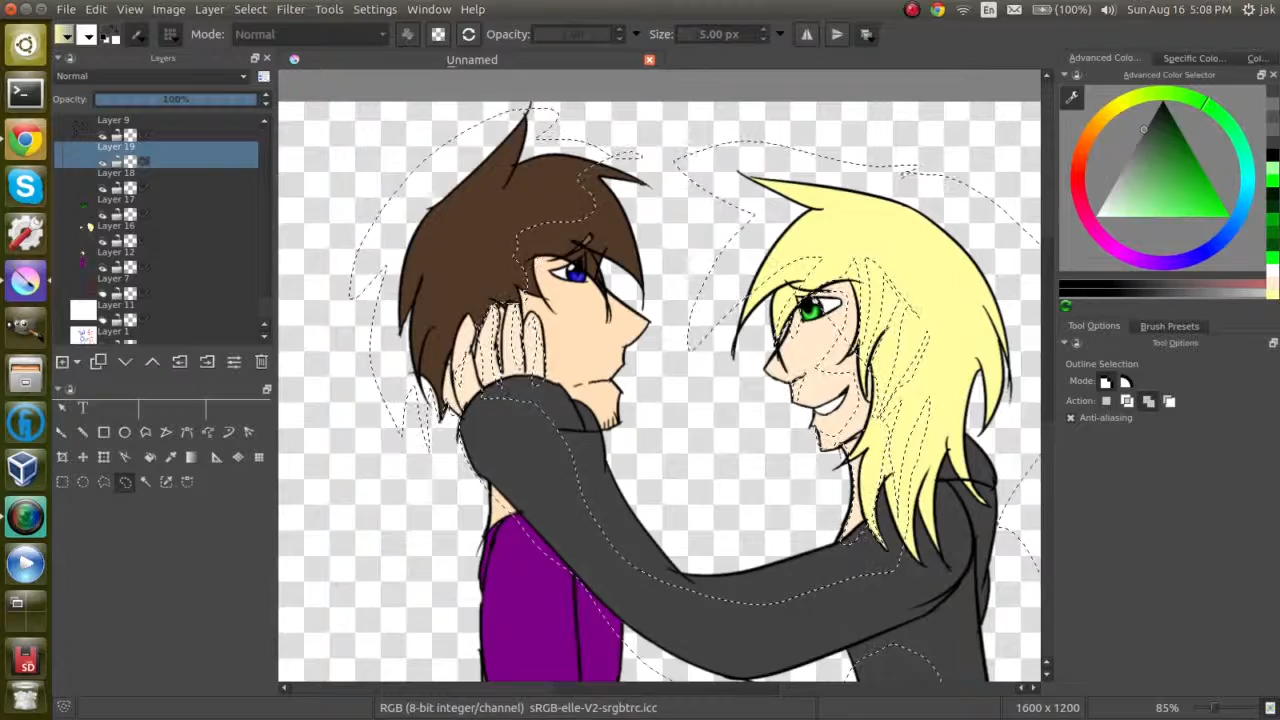 File Edit View Image Layer Select Filter Tools Settings Window Help
En (100%) Sun Aug 16 5:08 PM jak
Mode: Normal Opacity: Size: 5.00 px
Layers
Unnamed
Advanced Colo... Specific Colo... Co(...
Advanced Color Selector
Normal
Opacity: 100%
Layer 9
Layer 19
Layer 18
Layer 17
Layer 16
Layer 12
Layer 7
Layer 11
Layer 1
Tool Options Brush Presets
Tool Options
Outline Selection
Mode:
Action:
Anti-aliasing
T
SD
RGB (8-bit integer/channel) sRGB-elle-V2-srgbtrc.icc 1600 x 1200 85%